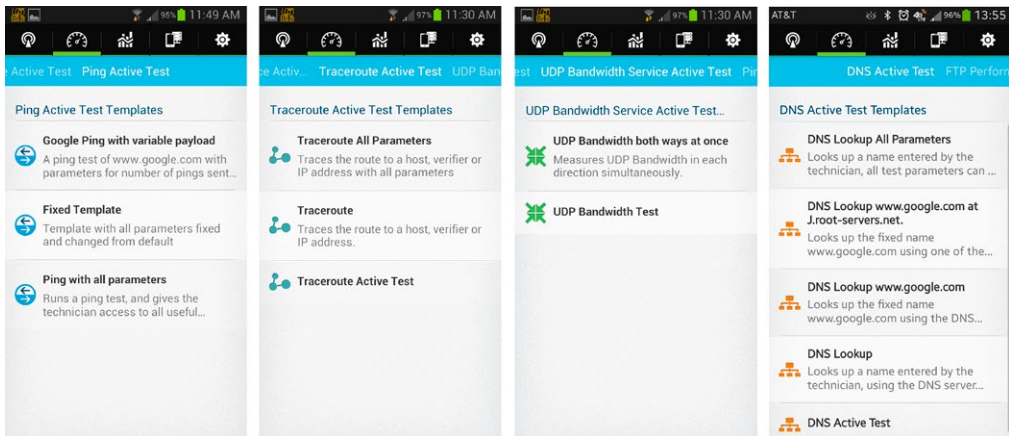 95% 11:49 AM
e Active Test Ping Active Test
Ping Active Test Templates
Google Ping with variable payload
A ping test of www.google.com with
parameters for number of pings sent...
Fixed Template
Template with all parameters fixed
and changed from default
Ping with all parameters
Runs a ping test, and gives the
technician access to all useful...
97% 11:30 AM
ce Activ... Traceroute Active Test UDP Ban
Traceroute Active Test Templates
Traceroute All Parameters
Traces the route to a host, verifier or
IP address with all parameters
Traceroute
Traces the route to a host, verifier or
IP address.
Traceroute Active Test
97% 11:30 AM
est UDP Bandwidth Service Active Test Pin
UDP Bandwidth Service Active Test...
UDP Bandwidth both ways at once
Measures UDP Bandwidth in each
direction simultaneously.
UDP Bandwidth Test
AT&T 96% 13:55
DNS Active Test FTP Perform
DNS Active Test Templates
DNS Lookup All Parameters
Looks up a name entered by the
technician, all test parameters can ...
DNS Lookup www.google.com at
J.root-servers.net.
Looks up the fixed name
www.google.com using one of the...
DNS Lookup www.google.com
Looks up the fixed name
www.google.com using the DNS...
DNS Lookup
Looks up a name entered by the
technician, using the DNS server...
DNS Active Test